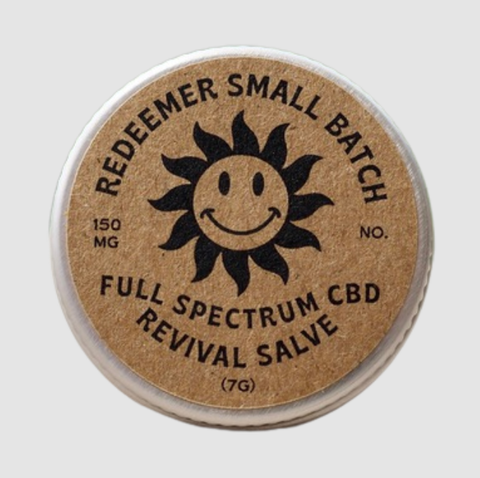 REDEEMER SMALL BATCH
150
MG
NO.
FULL SPECTRUM CBD
REVIVAL SALVE
(7G)